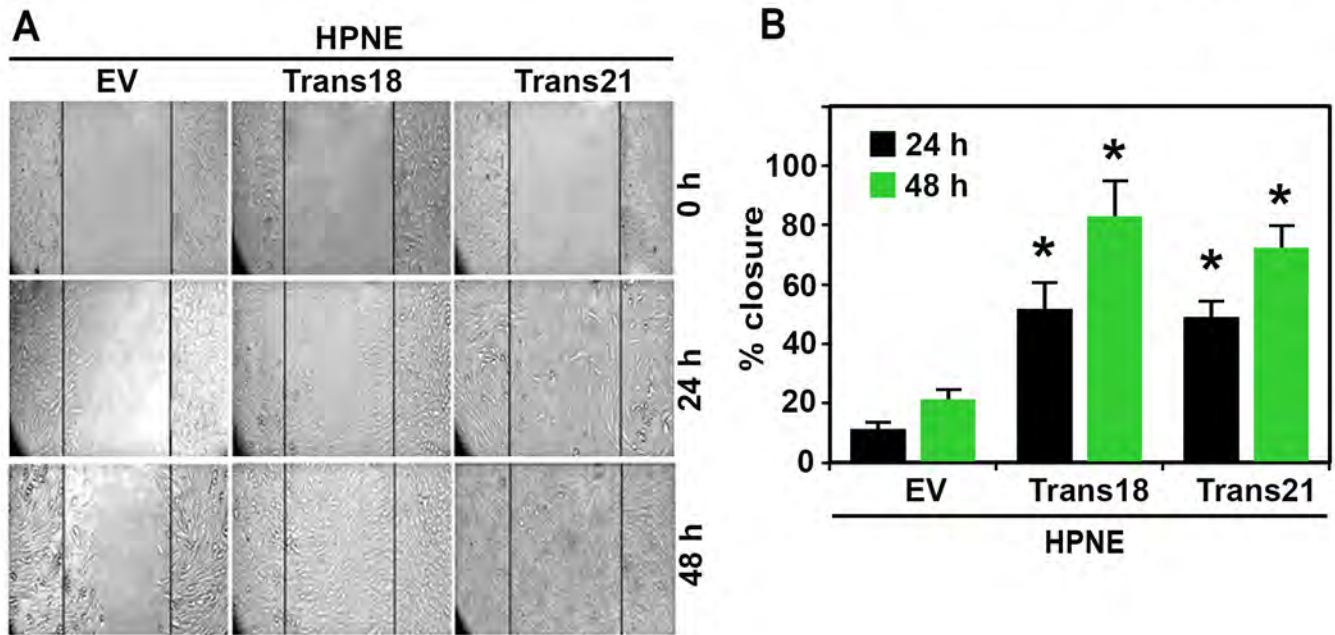 A
HPNE
EV Trans18 Trans21
0 h
24 h
48 h
B
% closure
100
80
60
40
20
0
24 h
48 h
*
*
*
*
EV Trans18 Trans21
HPNE